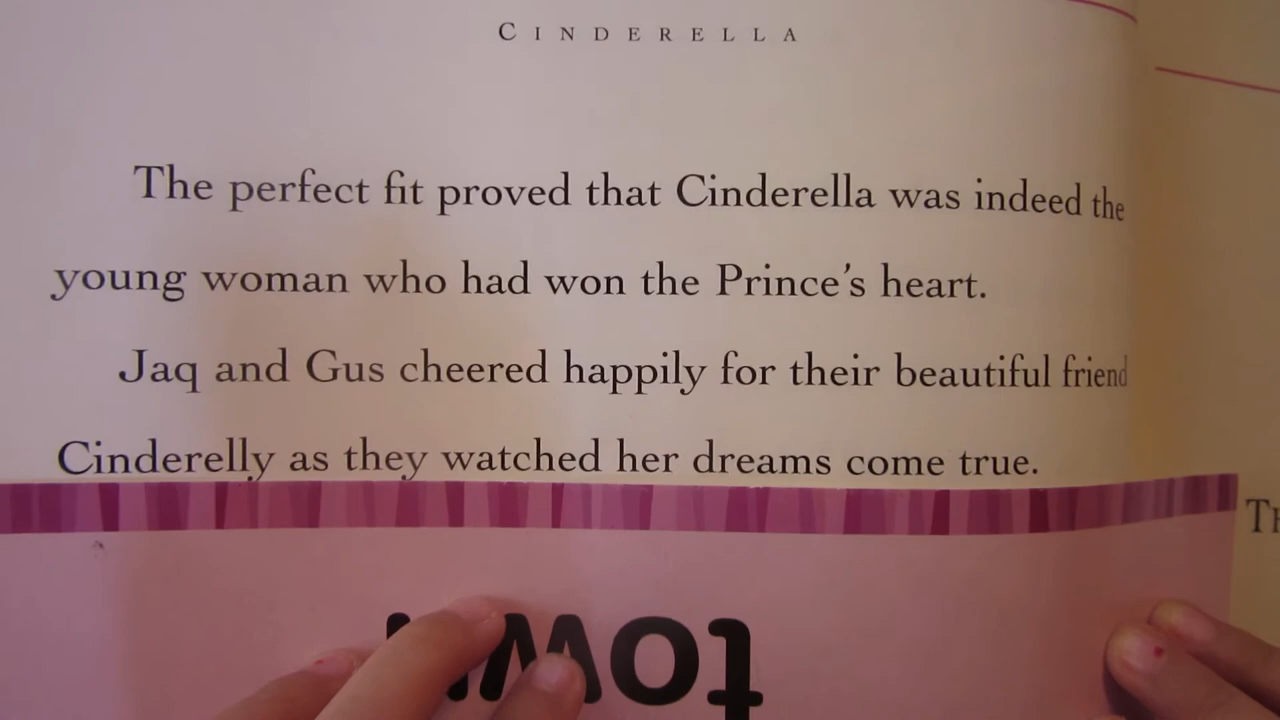 CINDERELLA
The perfect fit proved that Cinderella was indeed the
young woman who had won the Prince's heart.
Jaq and Gus cheered happily for their beautiful friend
Cinderelly as they watched her dreams come true.